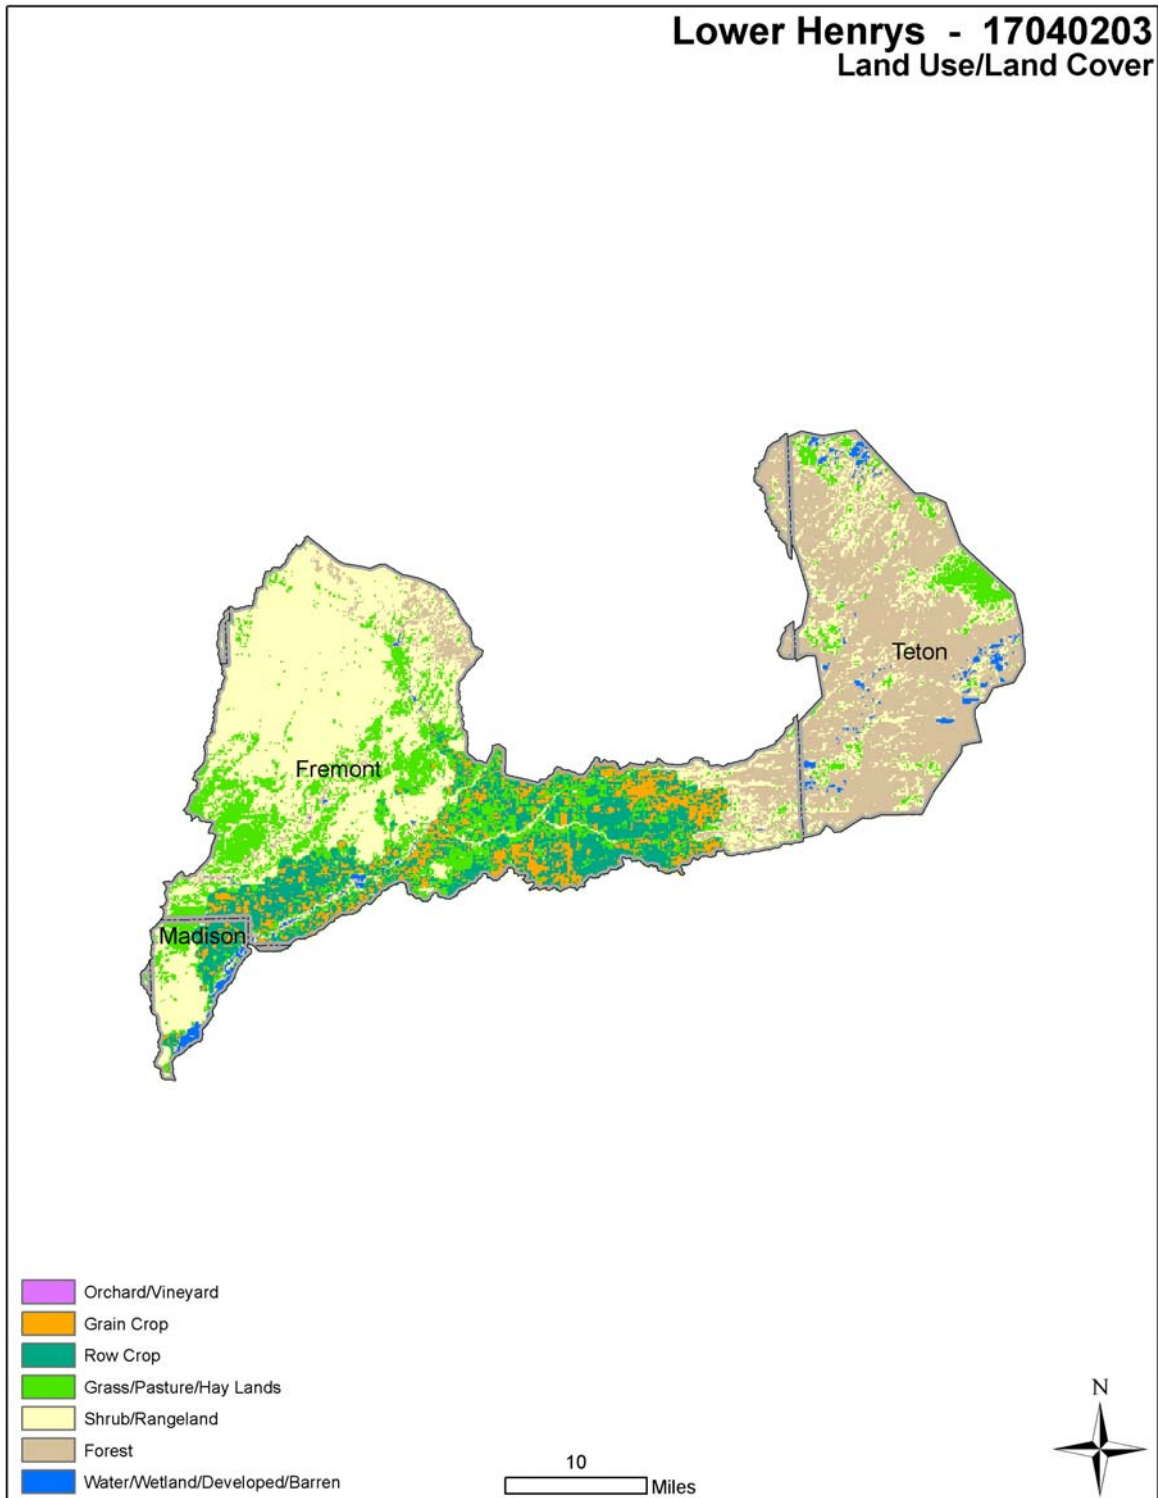 Lower Henrys - 17040203
Land Use/Land Cover
Teton
Fremont
Madison
Orchard/Vineyard
Grain Crop
Row Crop
Grass/Pasture/Hay Lands
Shrub/Rangeland
Forest
Water/Wetland/Developed/Barren
10
Miles
N